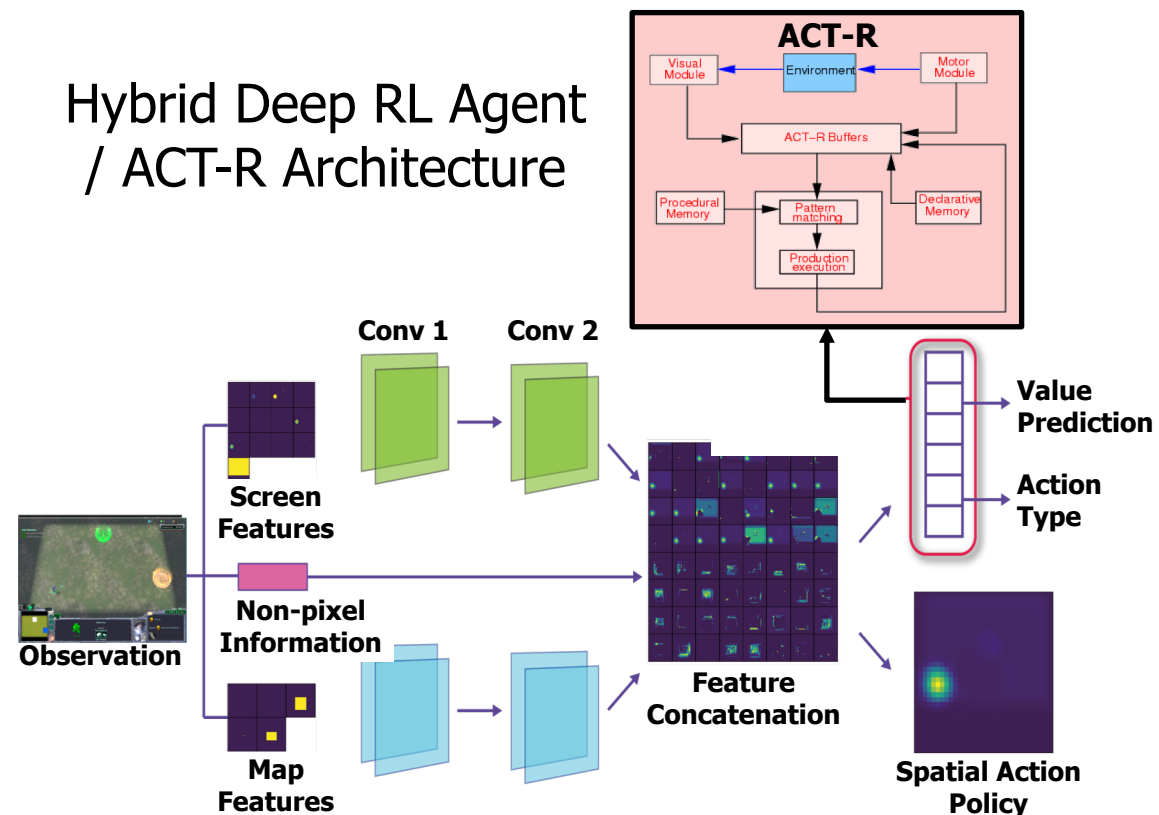 Hybrid Deep RL Agent
/ ACT-R Architecture
ACT-R
Visual
Module
Environment
Motor
Module
ACT-R Buffers
Procedural
Memory
Pattern
matching
Declarative
Memory
Production
execution
Conv 1
Conv 2
Screen
Features
Non-pixel
Information
Observation
Map
Features
Feature
Concatenation
Value
Prediction
Action
Type
Spatial Action
Policy